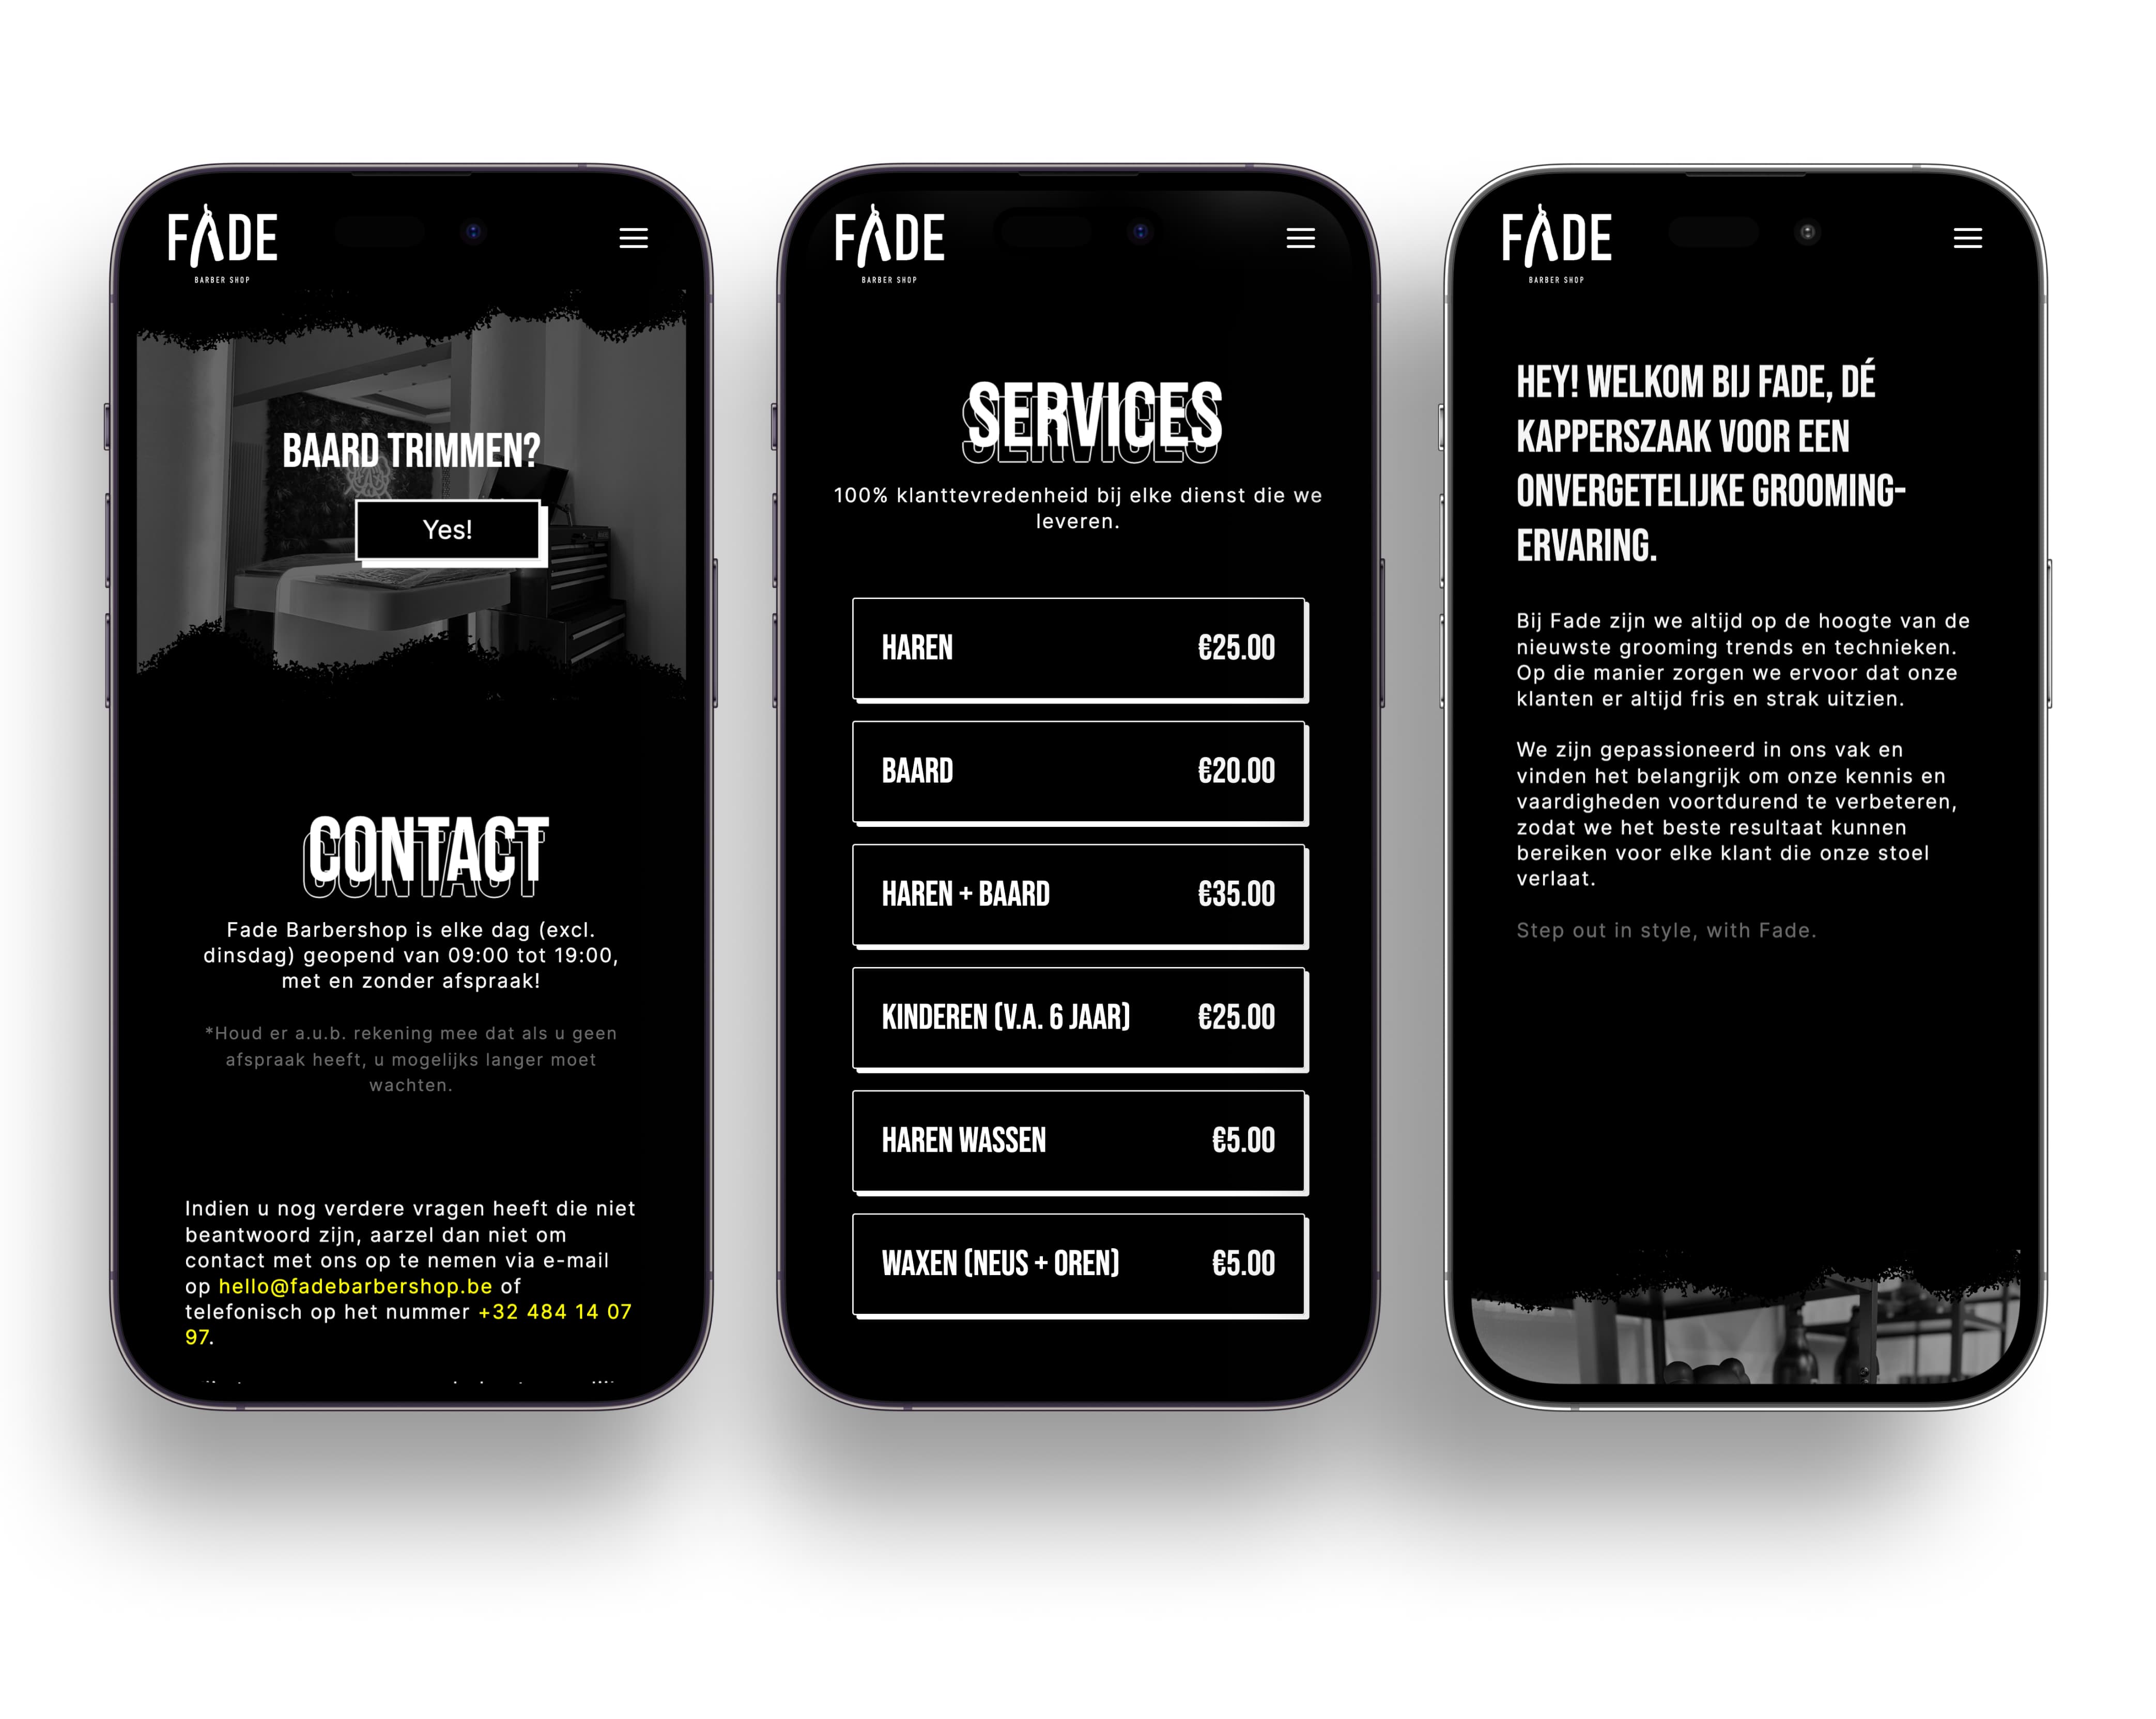 FADE
BARBER SHOP
BAARD TRIMMEN?
Yes!
CONTACT
Fade Barbershop is elke dag (excl.
dinsdag) geopend van 09:00 tot 19:00,
met en zonder afspraak!
*Houd er a.u.b. rekening mee dat als u geen
afspraak heeft, u mogelijks langer moet
wachten.
Indien u nog verdere vragen heeft die niet
beantwoord zijn, aarzel dan niet om
contact met ons op te nemen via e-mail
op hello@fadebarbershop.be of
telefonisch op het nummer +32 484 14 07
97.
FADE
BARBER SHOP
SERVICES
100% klanttevredenheid bij elke dienst die we
leveren.
HAREN €25.00
BAARD €20.00
HAREN + BAARD €35.00
KINDEREN (V.A. 6 JAAR) €25.00
HAREN WASSEN €5.00
WAXEN (NEUS + OREN) €5.00
FADE
BARBER SHOP
HEY! WELKOM BIJ FADE, DÉ
KAPPERSZAAK VOOR EEN
ONVERGETELIJKE GROOMING-
ERVARING.
Bij Fade zijn we altijd op de hoogte van de
nieuwste grooming trends en technieken.
Op die manier zorgen we ervoor dat onze
klanten er altijd fris en strak uitzien.
We zijn gepassioneerd in ons vak en
vinden het belangrijk om onze kennis en
vaardigheden voortdurend te verbeteren,
zodat we het beste resultaat kunnen
bereiken voor elke klant die onze stoel
verlaat.
Step out in style, with Fade.